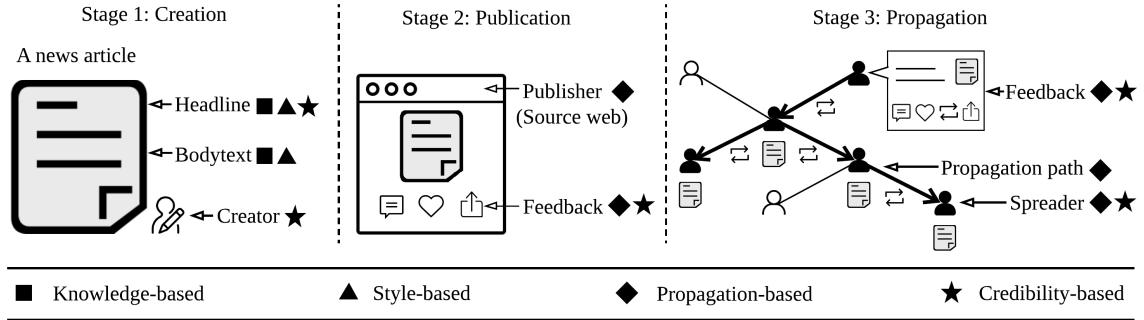 Stage 1: Creation
Stage 2: Publication
Stage 3: Propagation
A news article
Headline
Bodytext
Creator
Publisher
(Source web)
Feedback
Feedback
Propagation path
Spreader
Knowledge-based
Style-based
Propagation-based
Credibility-based